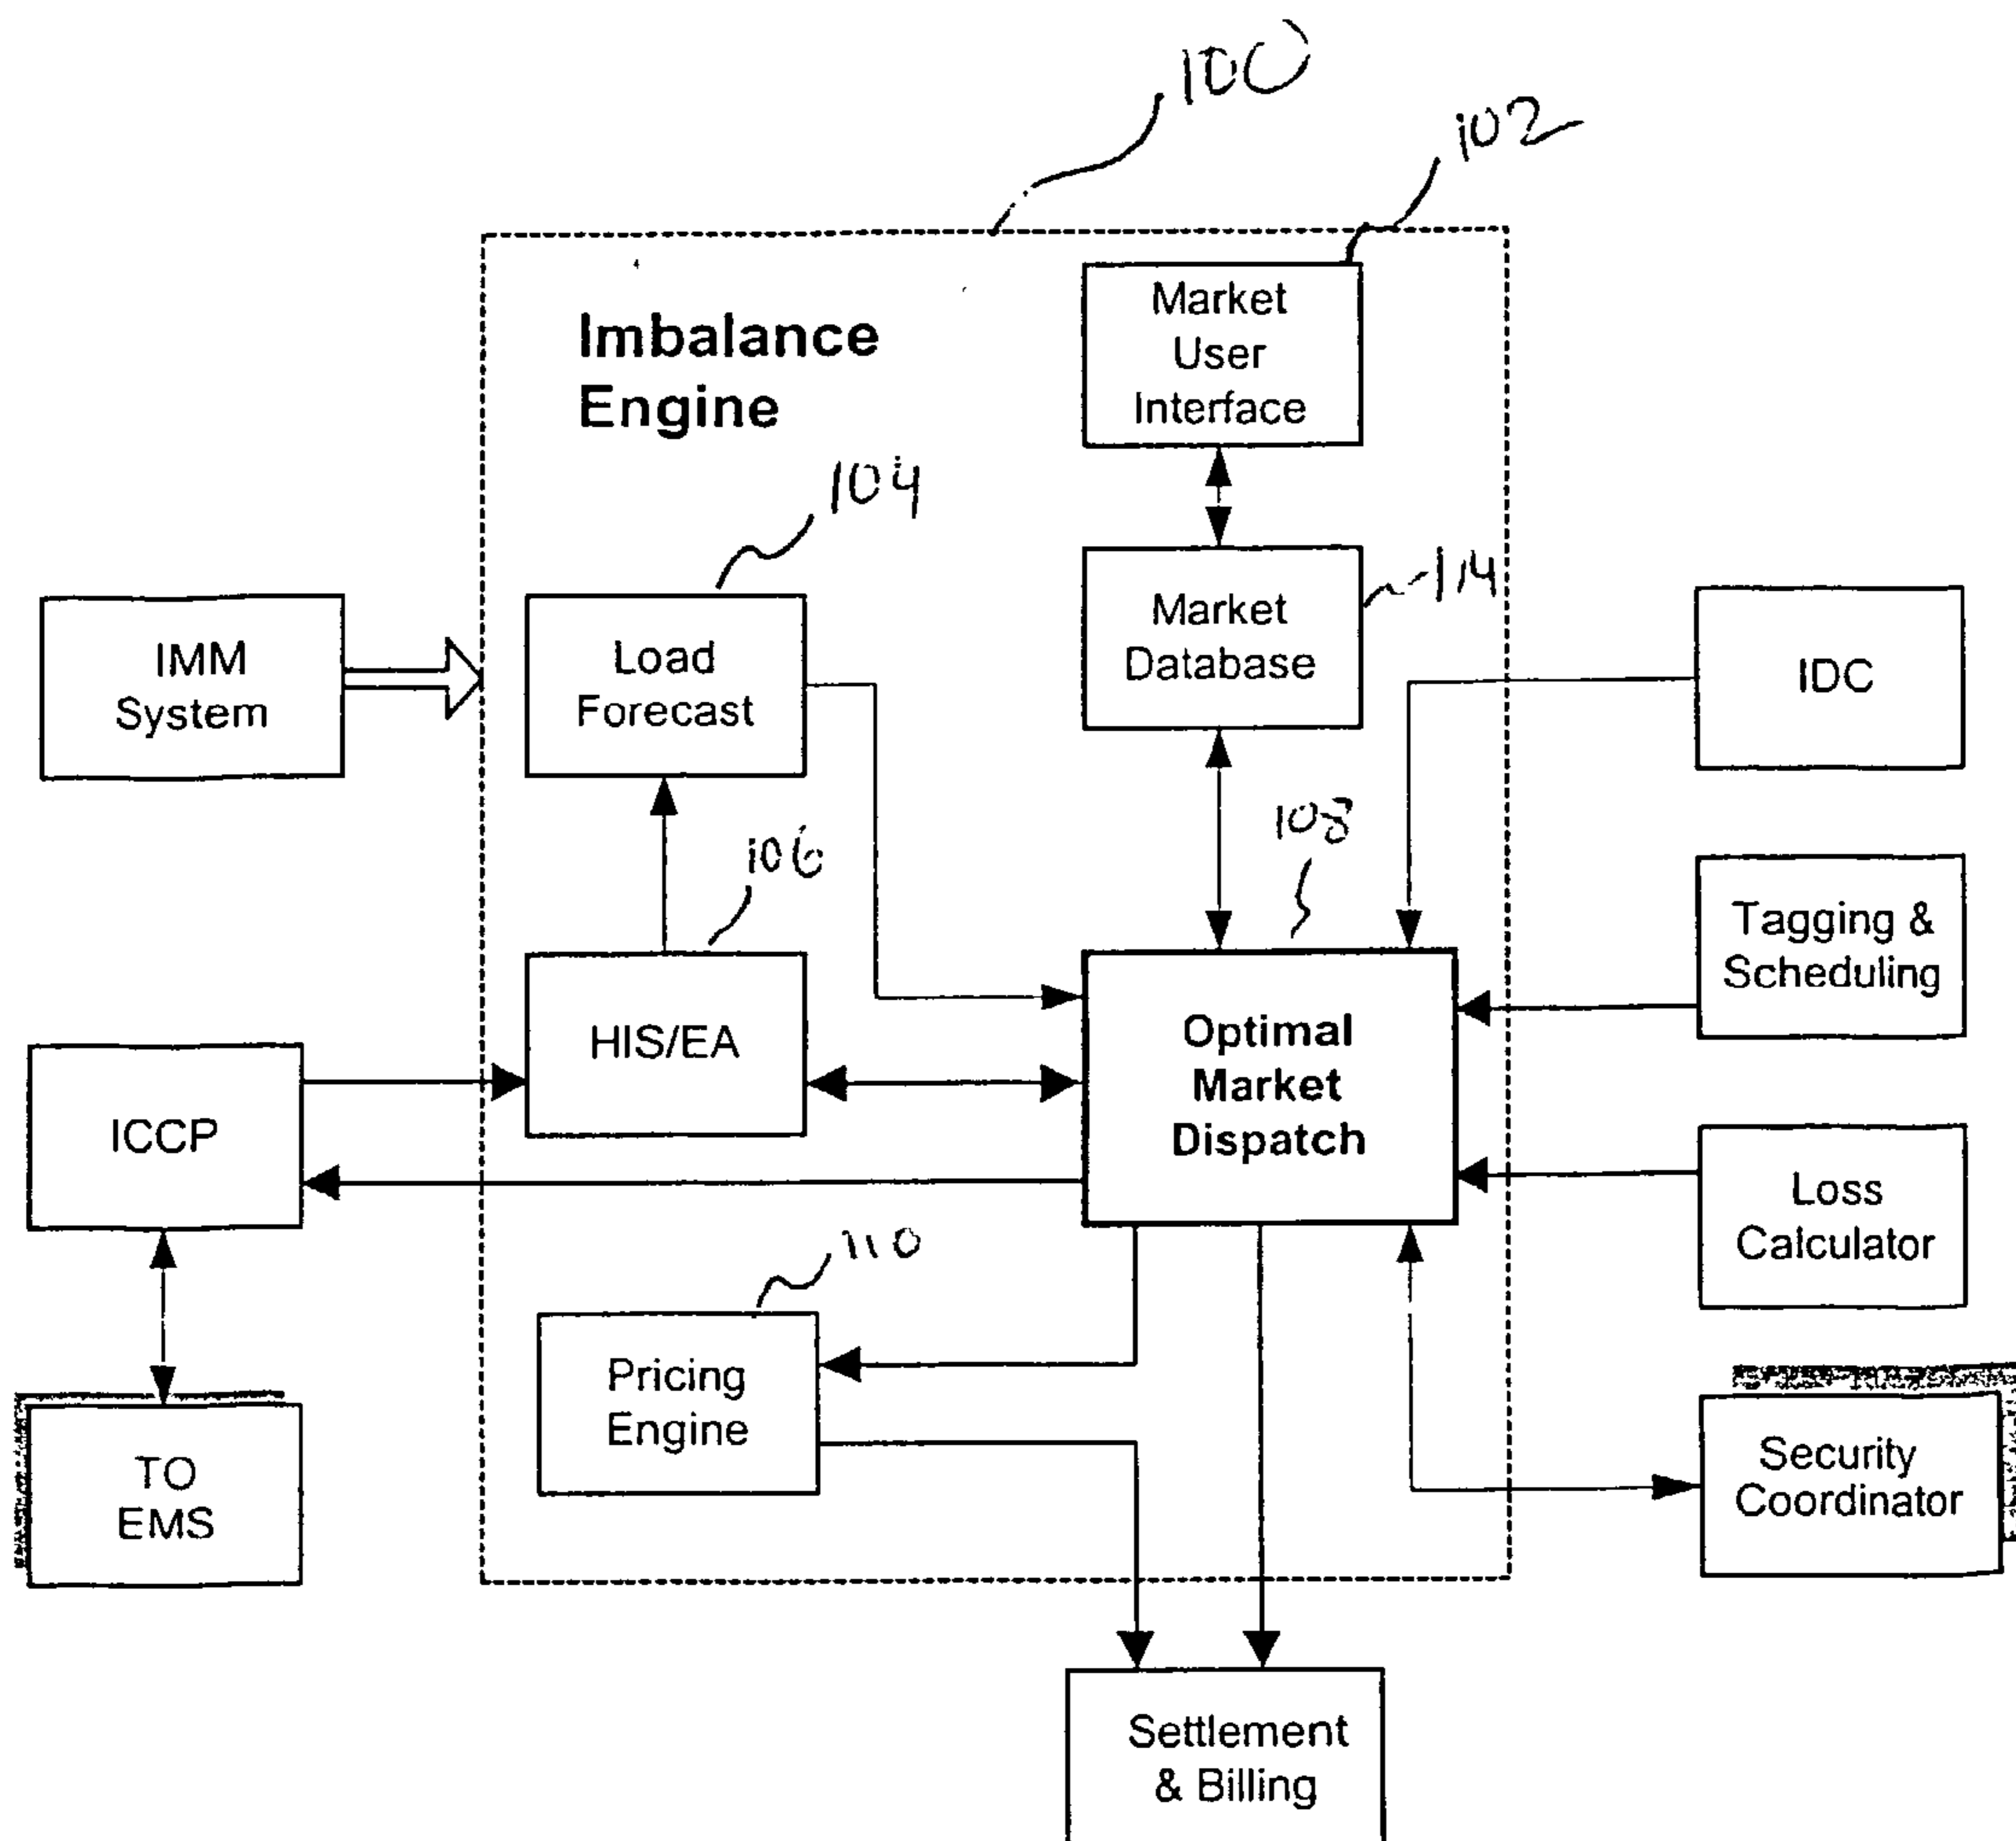 100
102
Imbalance
Engine
Market
User
Interface
104
114
IMM
System
Load
Forecast
Market
Database
IDC
106
108
Tagging &
Scheduling
HIS/EA
Optimal
Market
Dispatch
ICCP
Loss
Calculator
110
Pricing
Engine
TO
EMS
Security
Coordinator
Settlement
& Billing